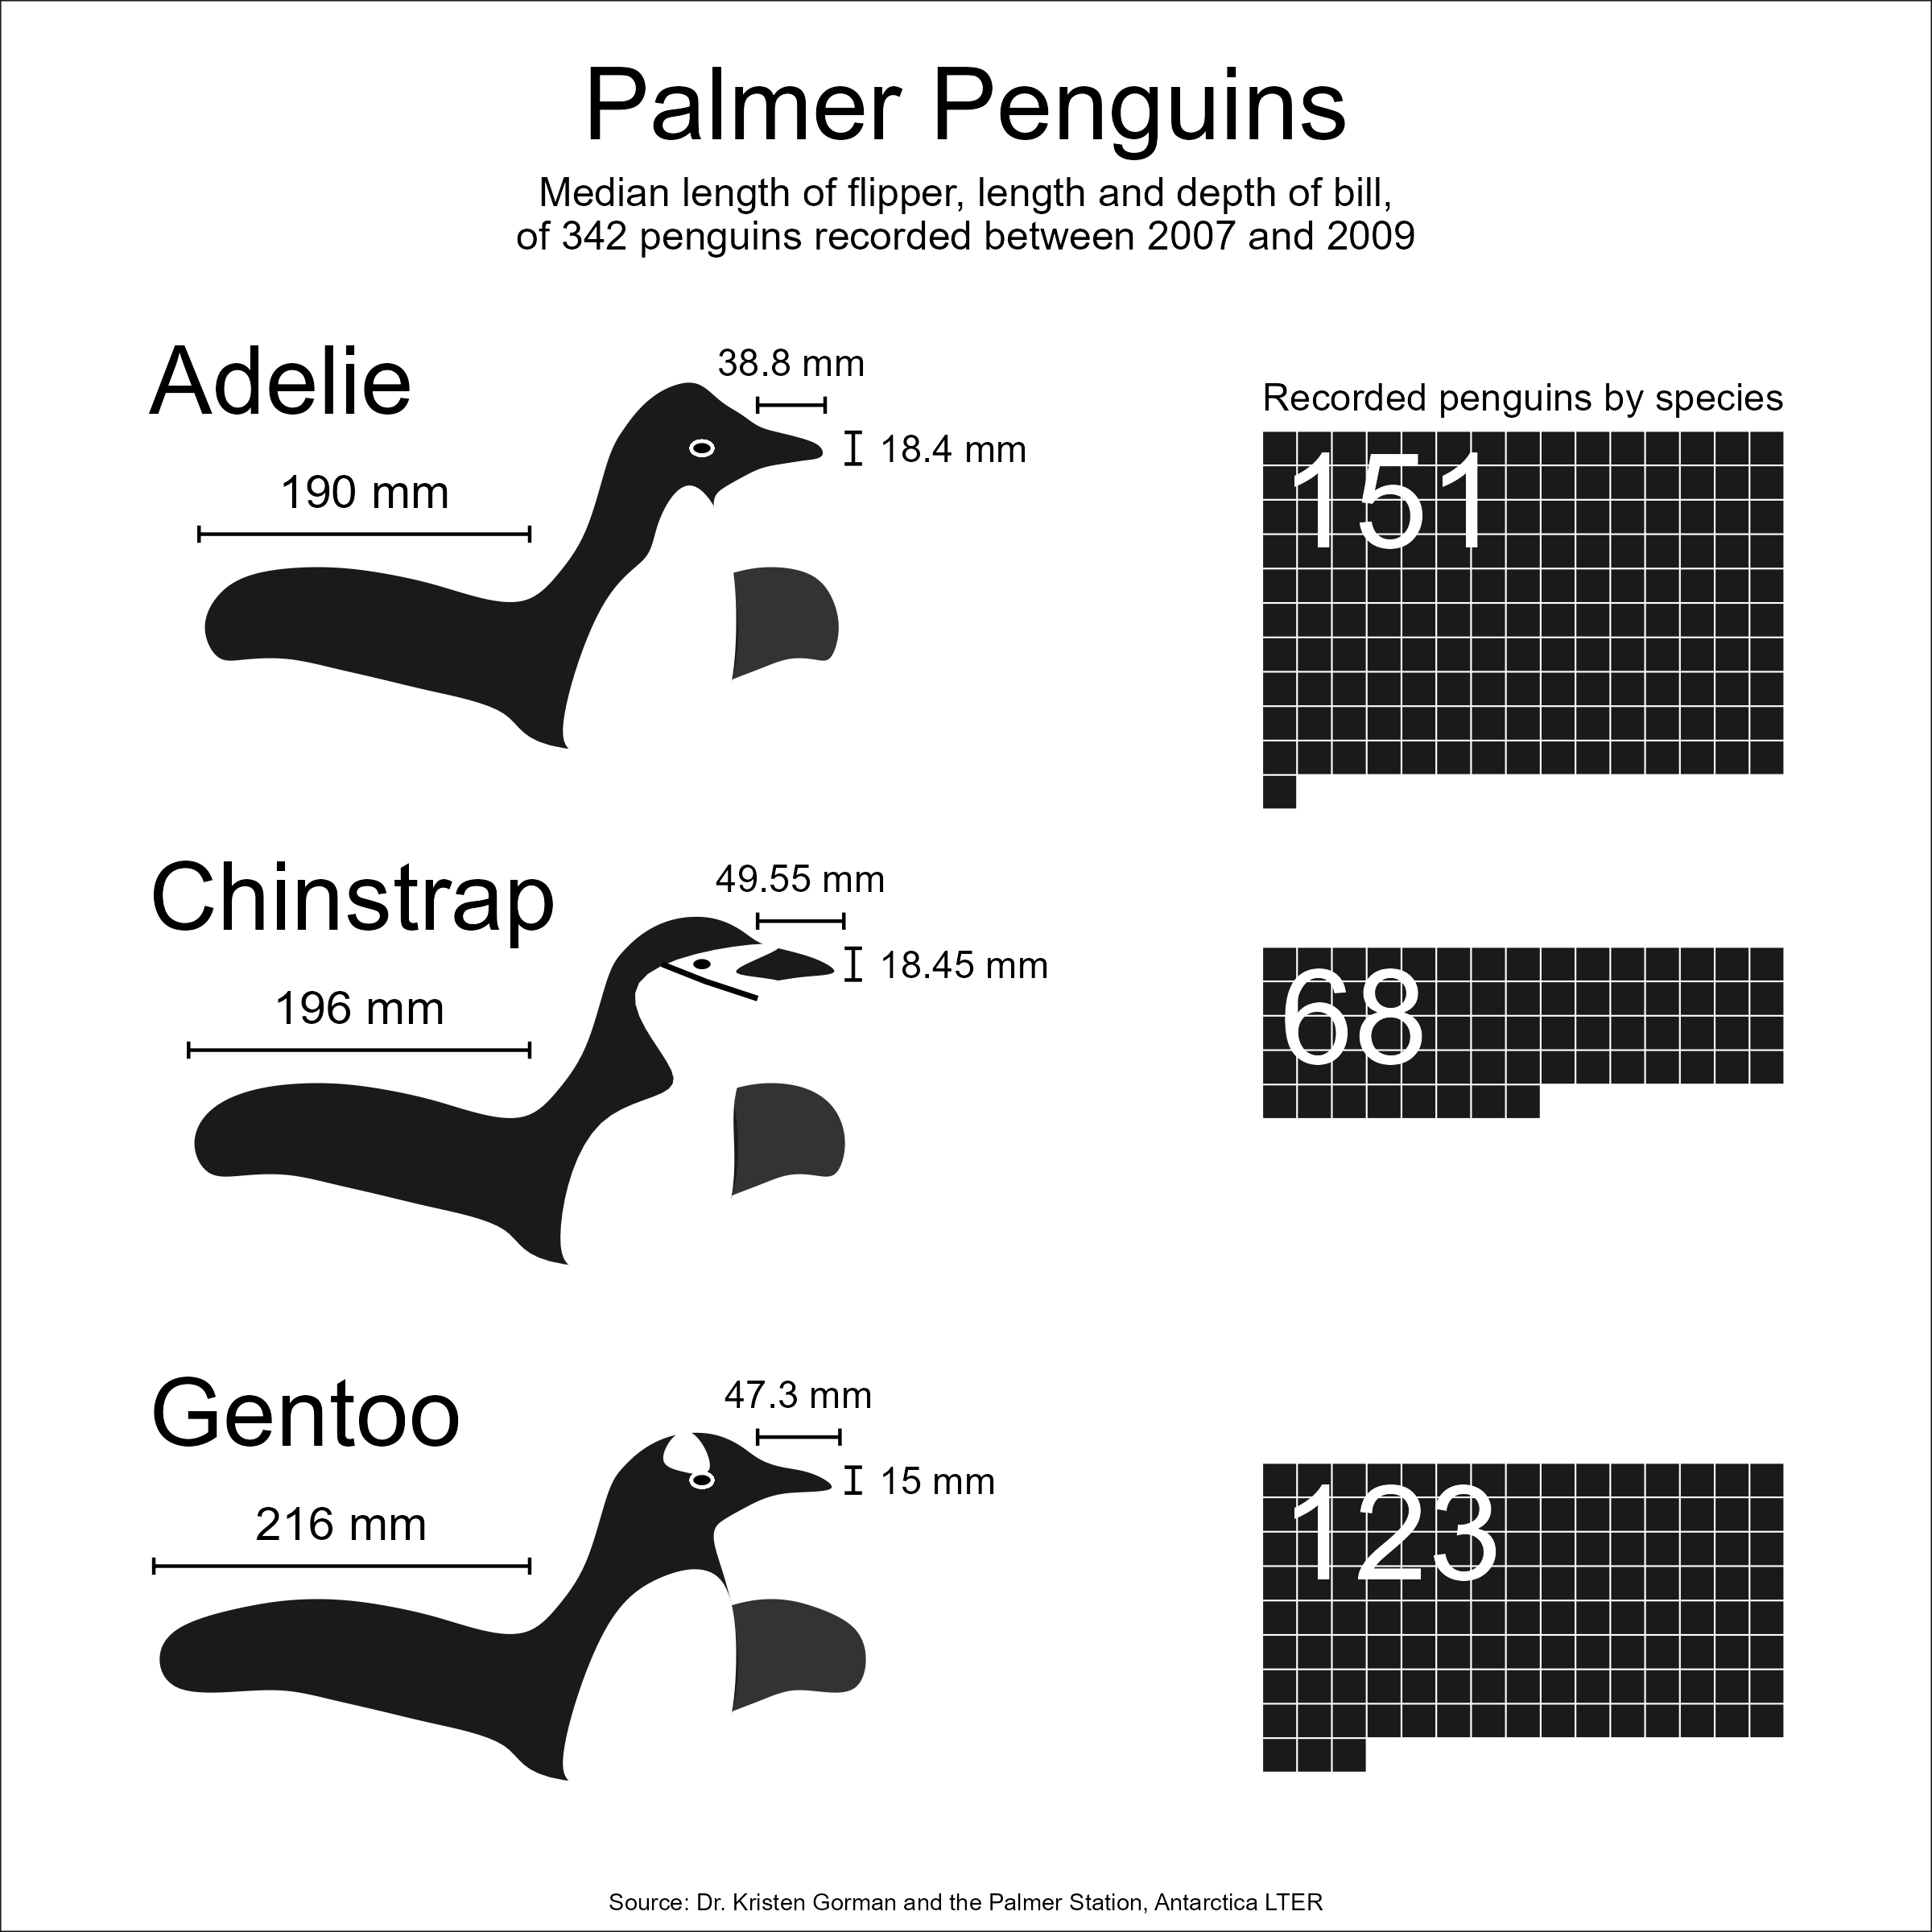 Palmer Penguins
Median length of flipper, length and depth of bill,
of 342 penguins recorded between 2007 and 2009
Adelie
38.8 mm
18.4 mm
190 mm
Recorded penguins by species
151
Chinstrap
49.55 mm
18.45 mm
196 mm
68
Gentoo
47.3 mm
15 mm
216 mm
123
Source: Dr. Kristen Gorman and the Palmer Station, Antarctica LTER